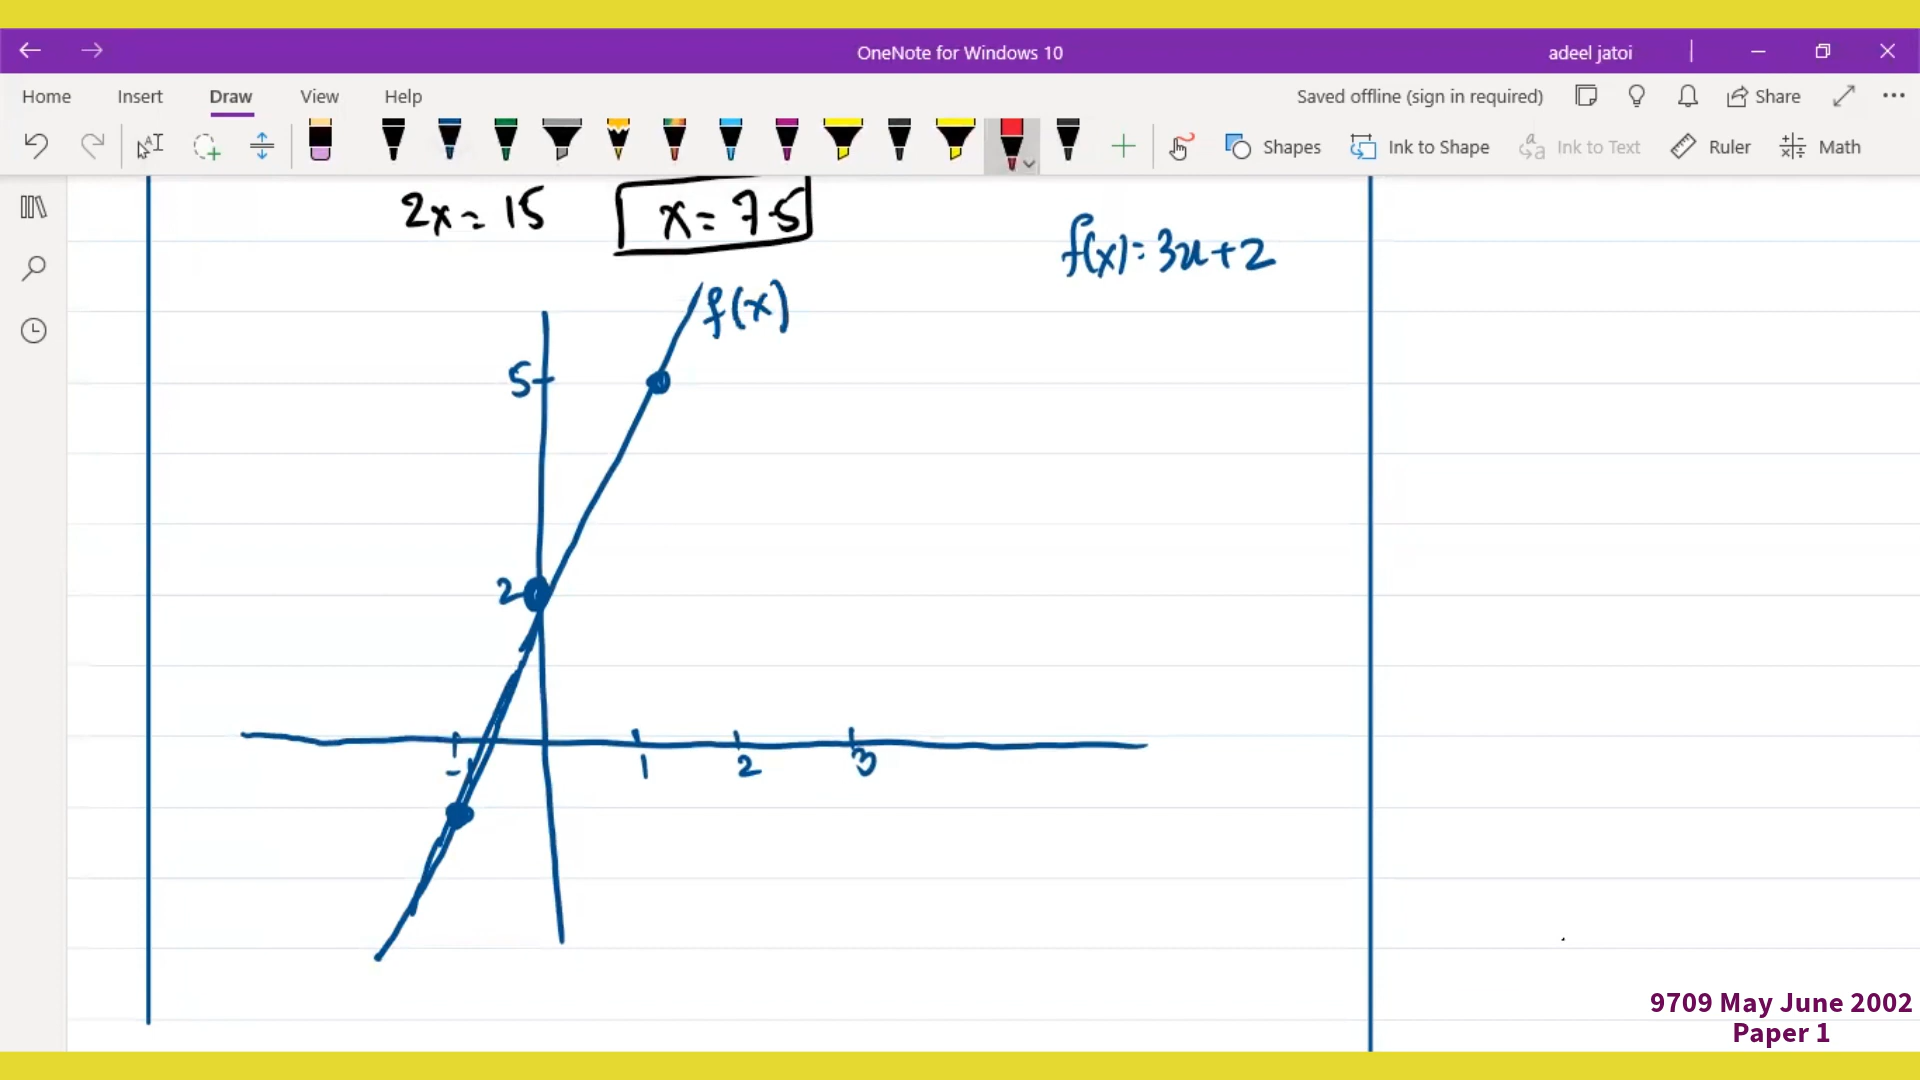 OneNote for Windows 10
adeel jatoi
Home Insert Draw View Help
Saved offline (sign in required)
Share
Shapes
Ink to Shape
Ink to Text
Ruler
Math
2x = 15
x = 7.5
f(x) = 3x + 2
f(x)
5
2
-1 1 2 3
9709 May June 2002
Paper 1